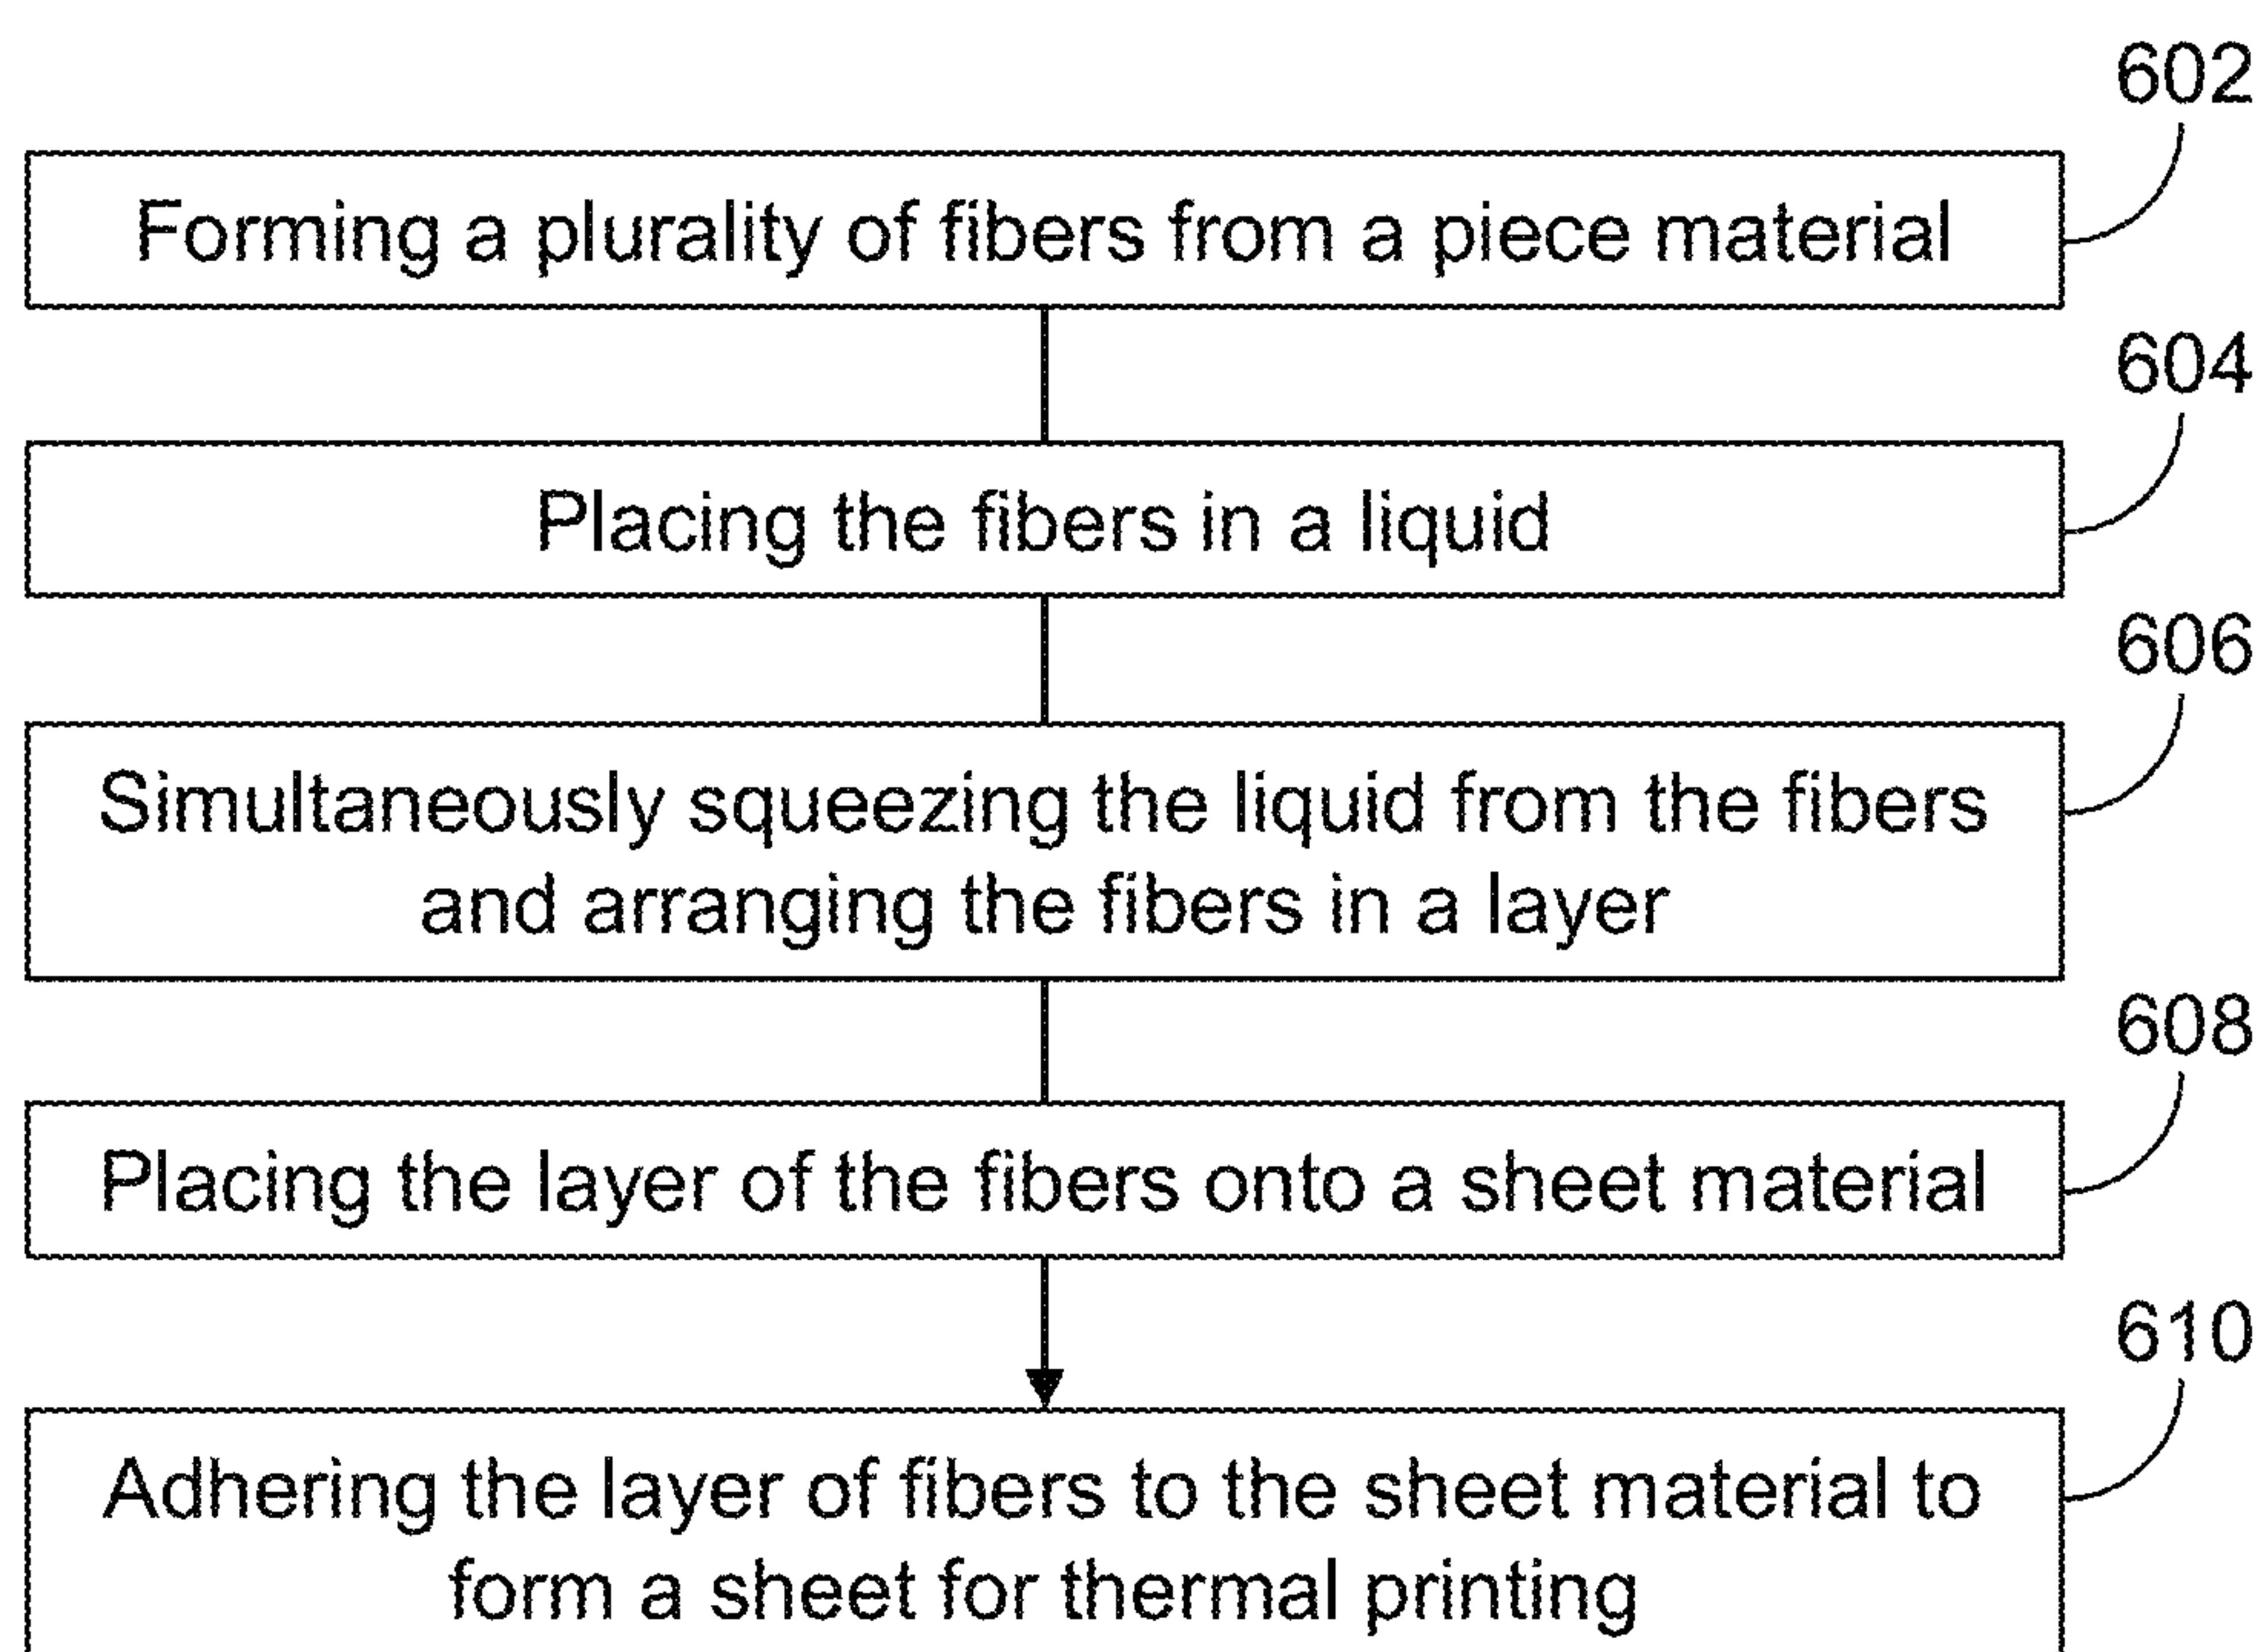 602
Forming a plurality of fibers from a piece material
604
Placing the fibers in a liquid
606
Simultaneously squeezing the liquid from the fibers
and arranging the fibers in a layer
608
Placing the layer of the fibers onto a sheet material
610
Adhering the layer of fibers to the sheet material to
form a sheet for thermal printing